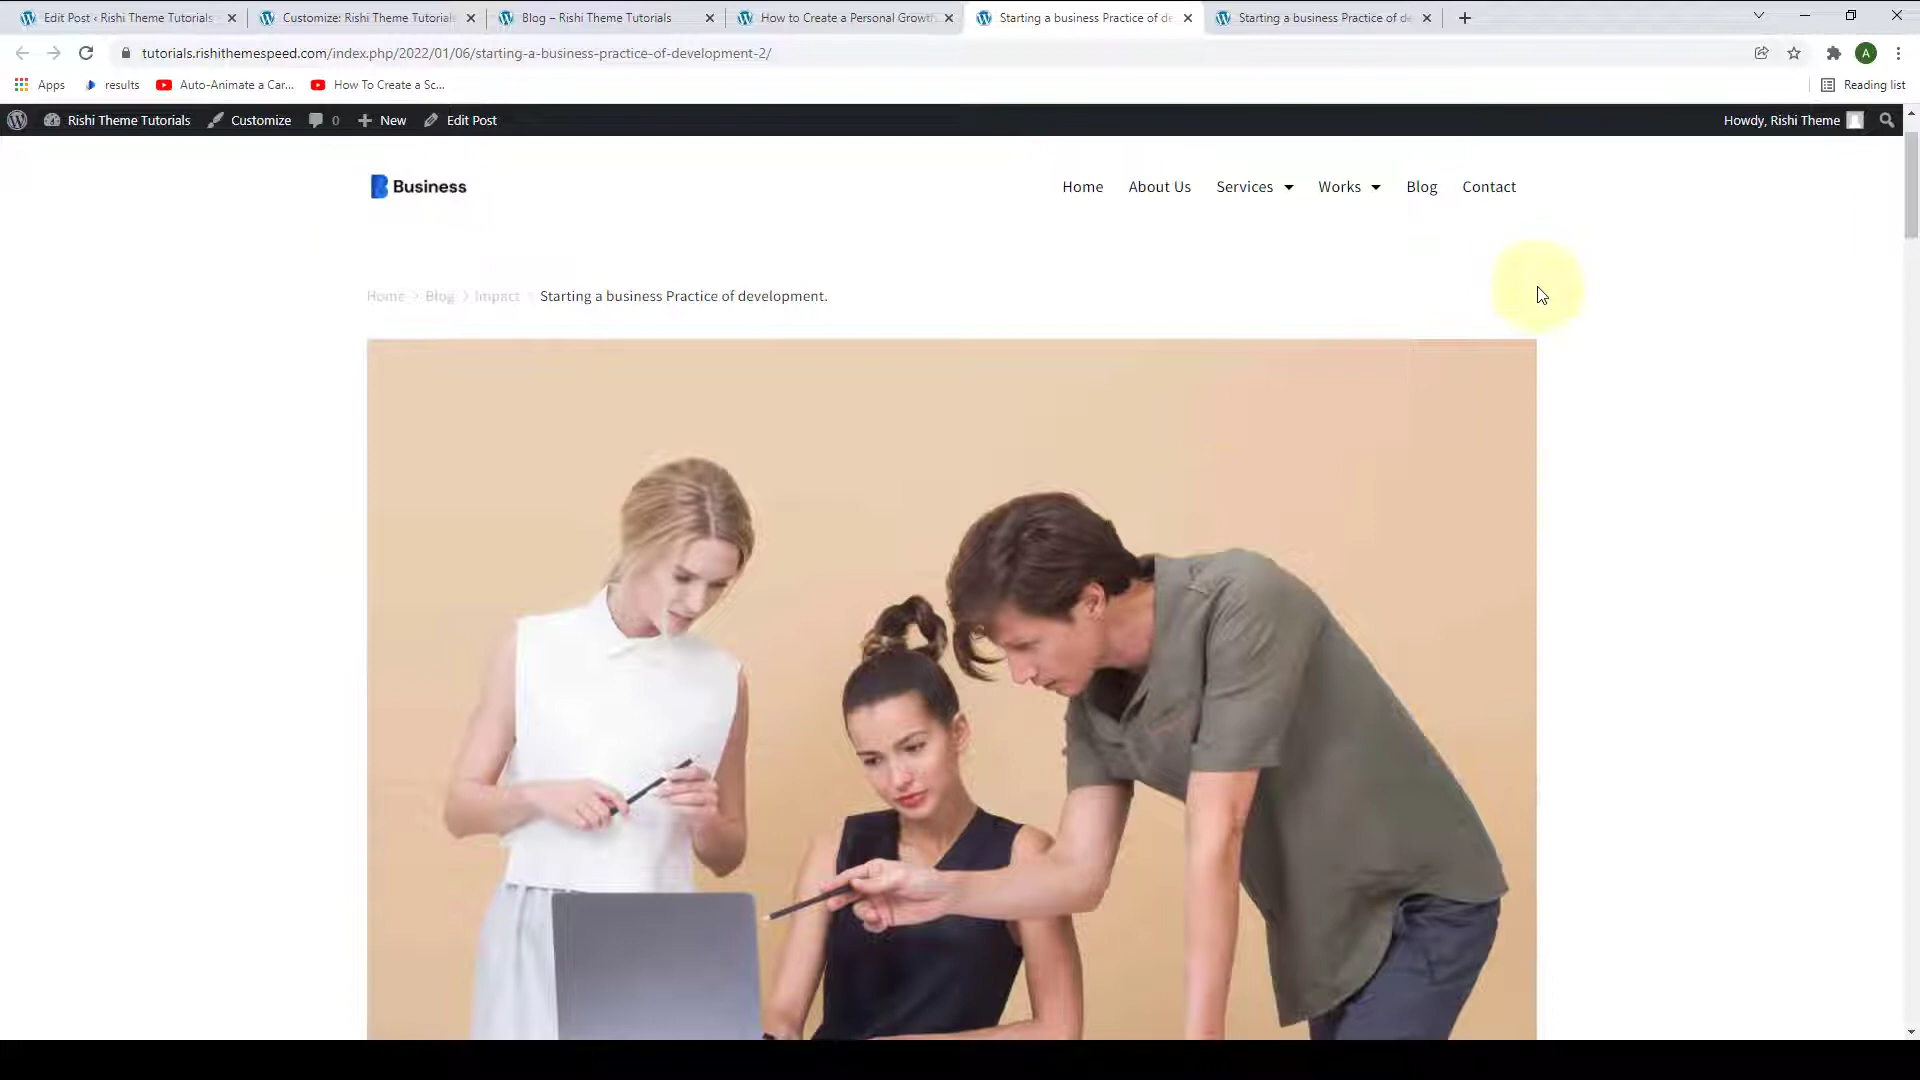 Edit Post ‹ Rishi Theme Tutorials
Customize: Rishi Theme Tutorials
Blog – Rishi Theme Tutorials
How to Create a Personal Growth
Starting a business Practice of de
Starting a business Practice of de
tutorials.rishithemespeed.com/index.php/2022/01/06/starting-a-business-practice-of-development-2/
A
Apps
results
Auto-Animate a Car...
How To Create a Sc...
Reading list
Rishi Theme Tutorials
Customize
0
New
Edit Post
Howdy, Rishi Theme
Business
Home
About Us
Services
Works
Blog
Contact
Home > Blog > Impact > Starting a business Practice of development.